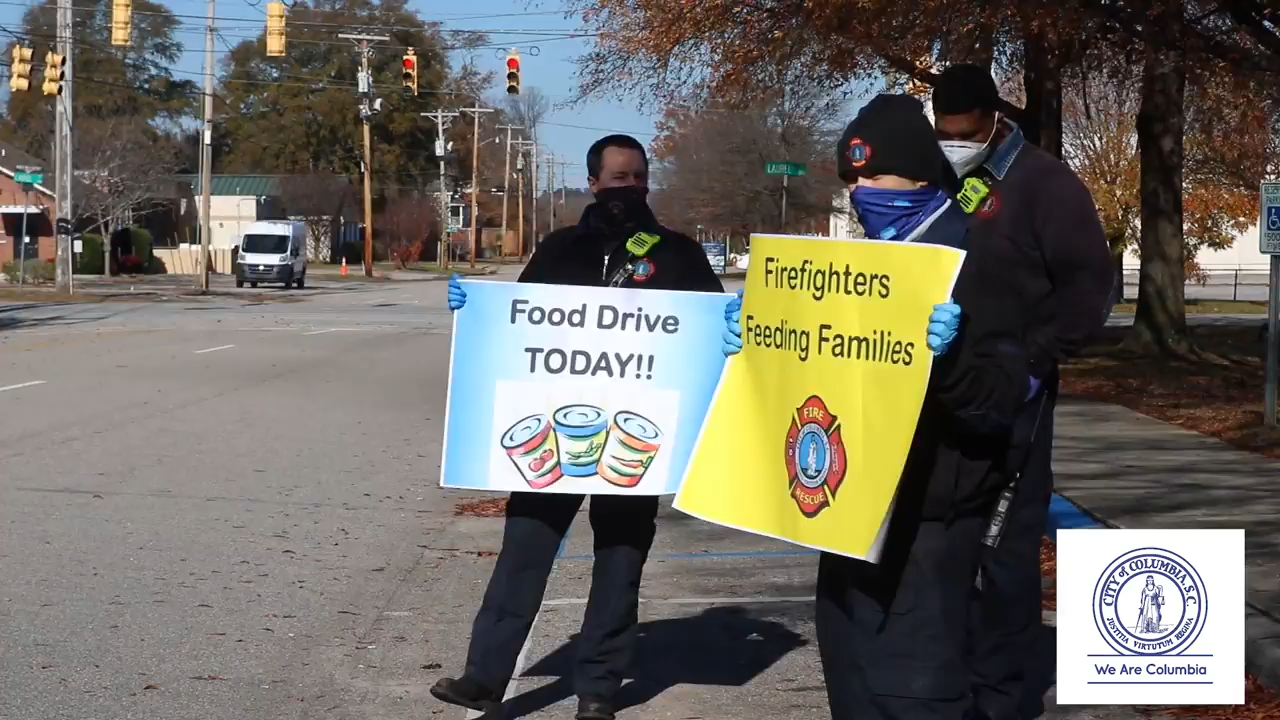 LAUREL
Food Drive
TODAY!!
Firefighters
Feeding Families
FIRE
RESCUE
CITY of COLUMBIA, S.C.
JUSTITIA VIRTUTUM REGINA
We Are Columbia